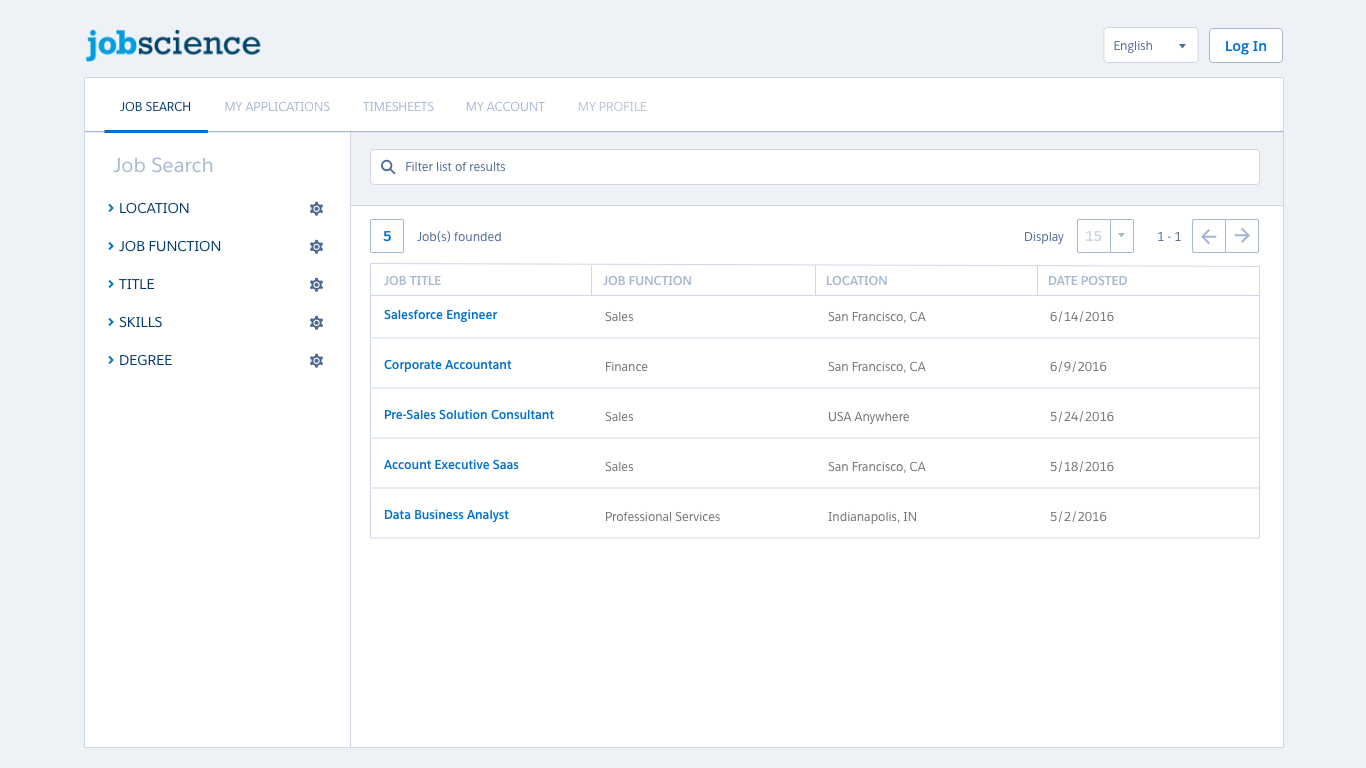 jobscience
English
Log In
JOB SEARCH MY APPLICATIONS TIMESHEETS MY ACCOUNT MY PROFILE
Job Search
LOCATION
JOB FUNCTION
TITLE
SKILLS
DEGREE
Filter list of results
5 Job(s) founded
Display 15 1 - 1
JOB TITLE JOB FUNCTION LOCATION DATE POSTED
Salesforce Engineer Sales San Francisco, CA 6/14/2016
Corporate Accountant Finance San Francisco, CA 6/9/2016
Pre-Sales Solution Consultant Sales USA Anywhere 5/24/2016
Account Executive Saas Sales San Francisco, CA 5/18/2016
Data Business Analyst Professional Services Indianapolis, IN 5/2/2016